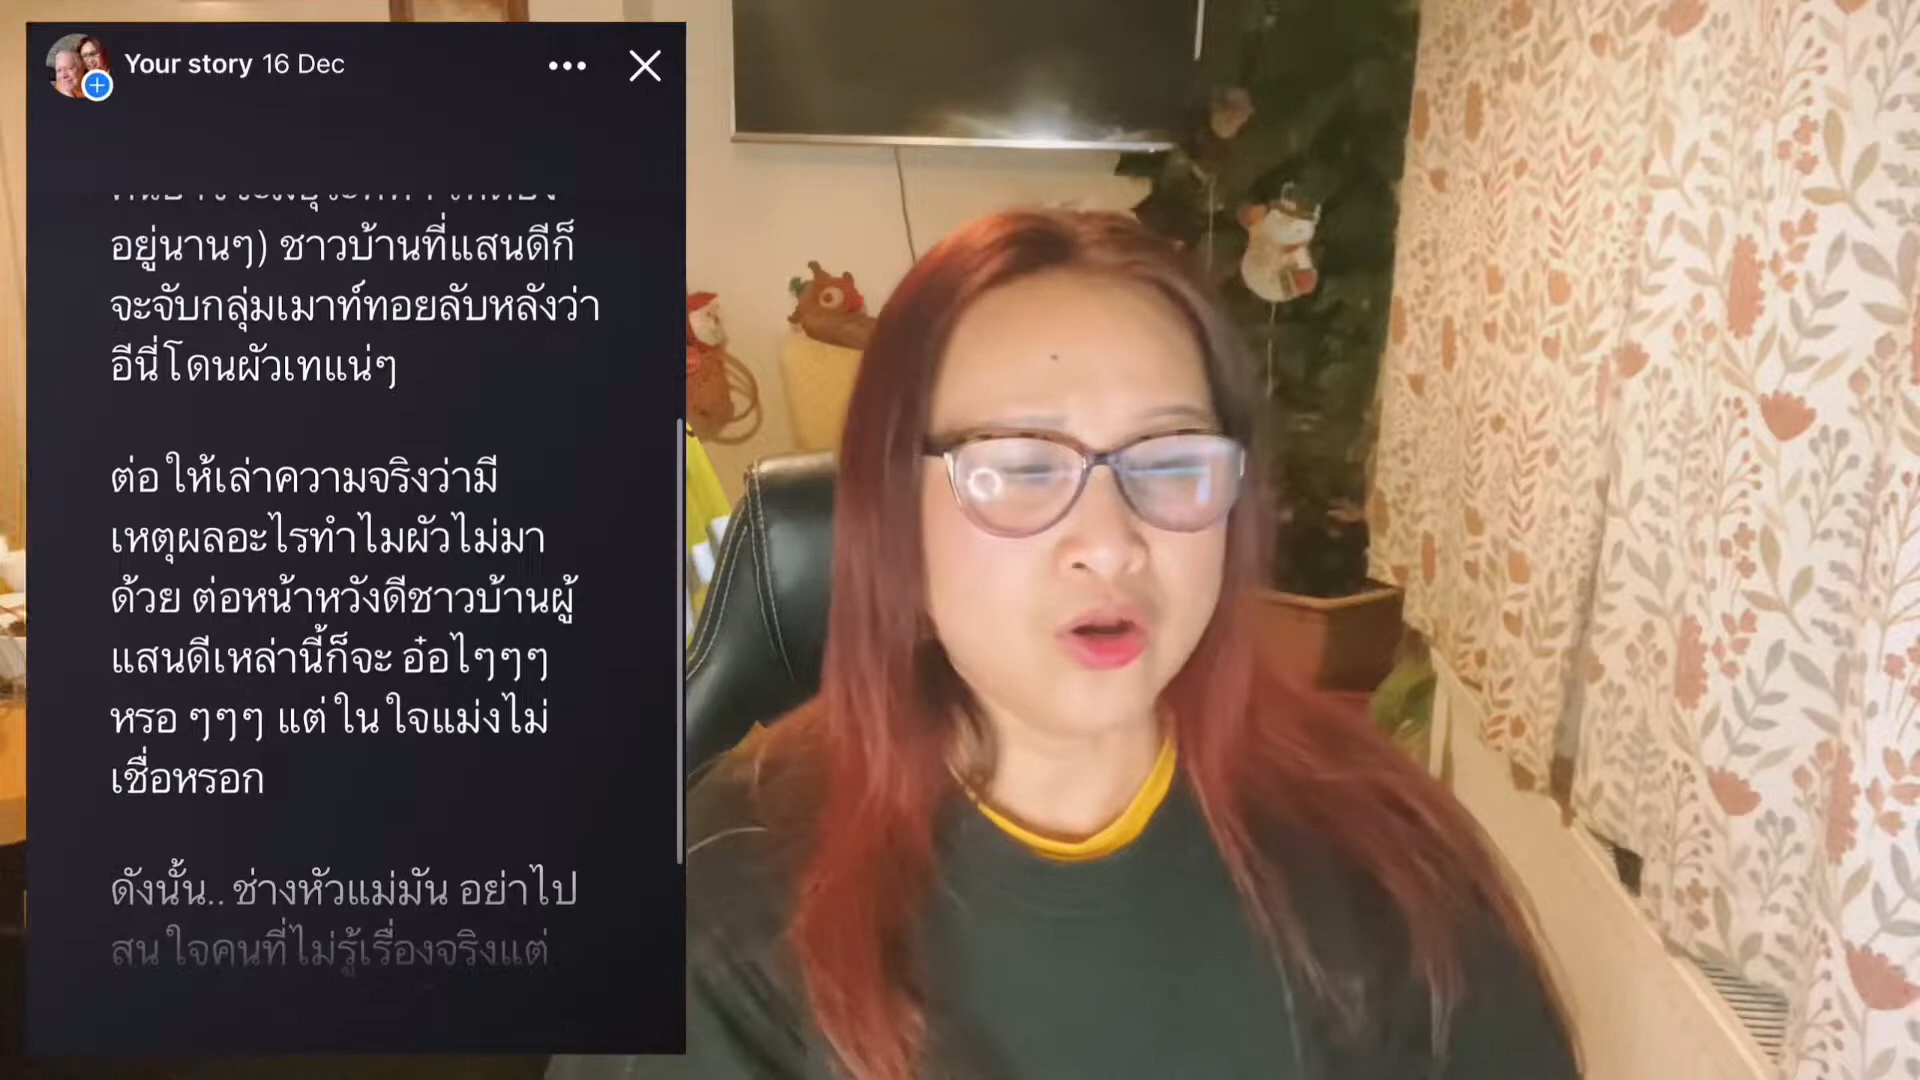 Your story 16 Dec
อยู่นานๆ) ชาวบ้านที่แสนดีก็
จะจับกลุ่มเมาท์ทอยลับหลังว่า
อีนี่โดนผัวเทแน่ๆ
ต่อให้เล่าความจริงว่ามี
เหตุผลอะไรทำไมผัวไม่มา
ด้วย ต่อหน้าหวังดีชาวบ้านผู้
แสนดีเหล่านี้ก็จะ อ๋อไๆๆๆ
หรอ ๆๆๆ แต่ในใจแม่งไม่
เชื่อหรอก
ดังนั้น.. ช่างหัวแม่มัน อย่าไป
สนใจคนที่ไม่รู้เรื่องจริงแต่